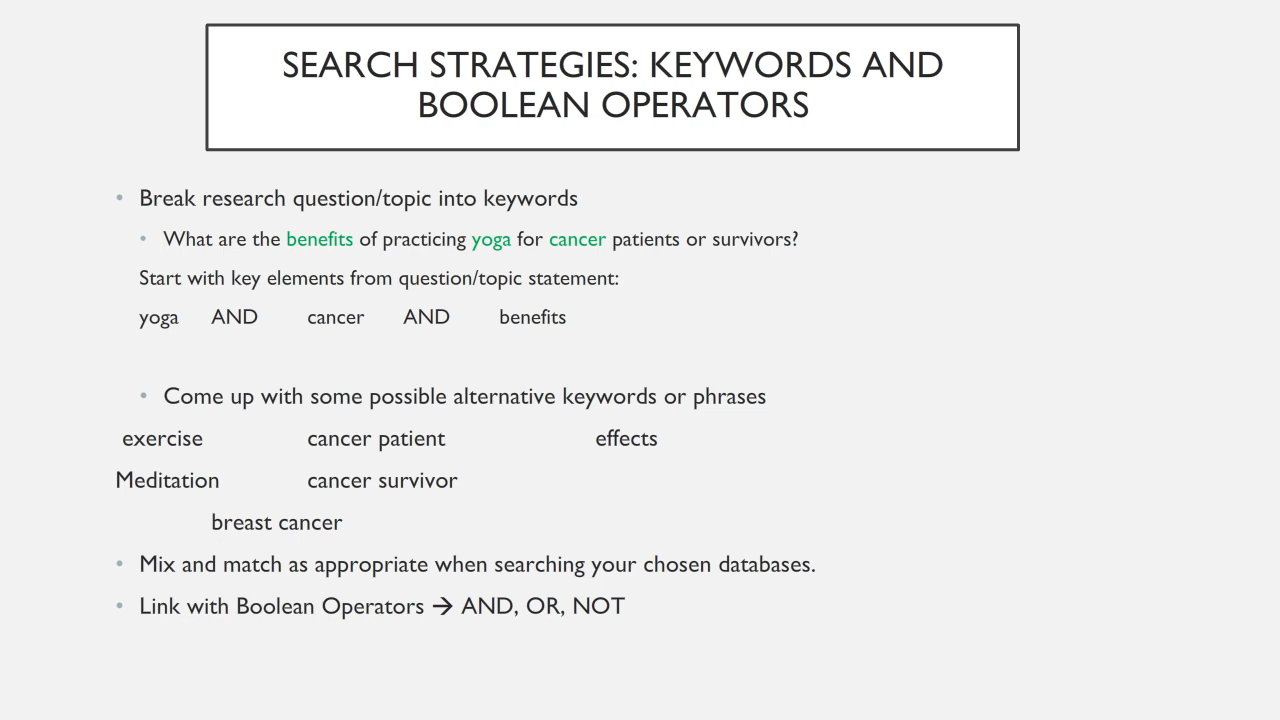 SEARCH STRATEGIES: KEYWORDS AND
BOOLEAN OPERATORS
• Break research question/topic into keywords
• What are the benefits of practicing yoga for cancer patients or survivors?
Start with key elements from question/topic statement:
yoga AND cancer AND benefits
• Come up with some possible alternative keywords or phrases
exercise cancer patient effects
Meditation cancer survivor
breast cancer
• Mix and match as appropriate when searching your chosen databases.
• Link with Boolean Operators → AND, OR, NOT